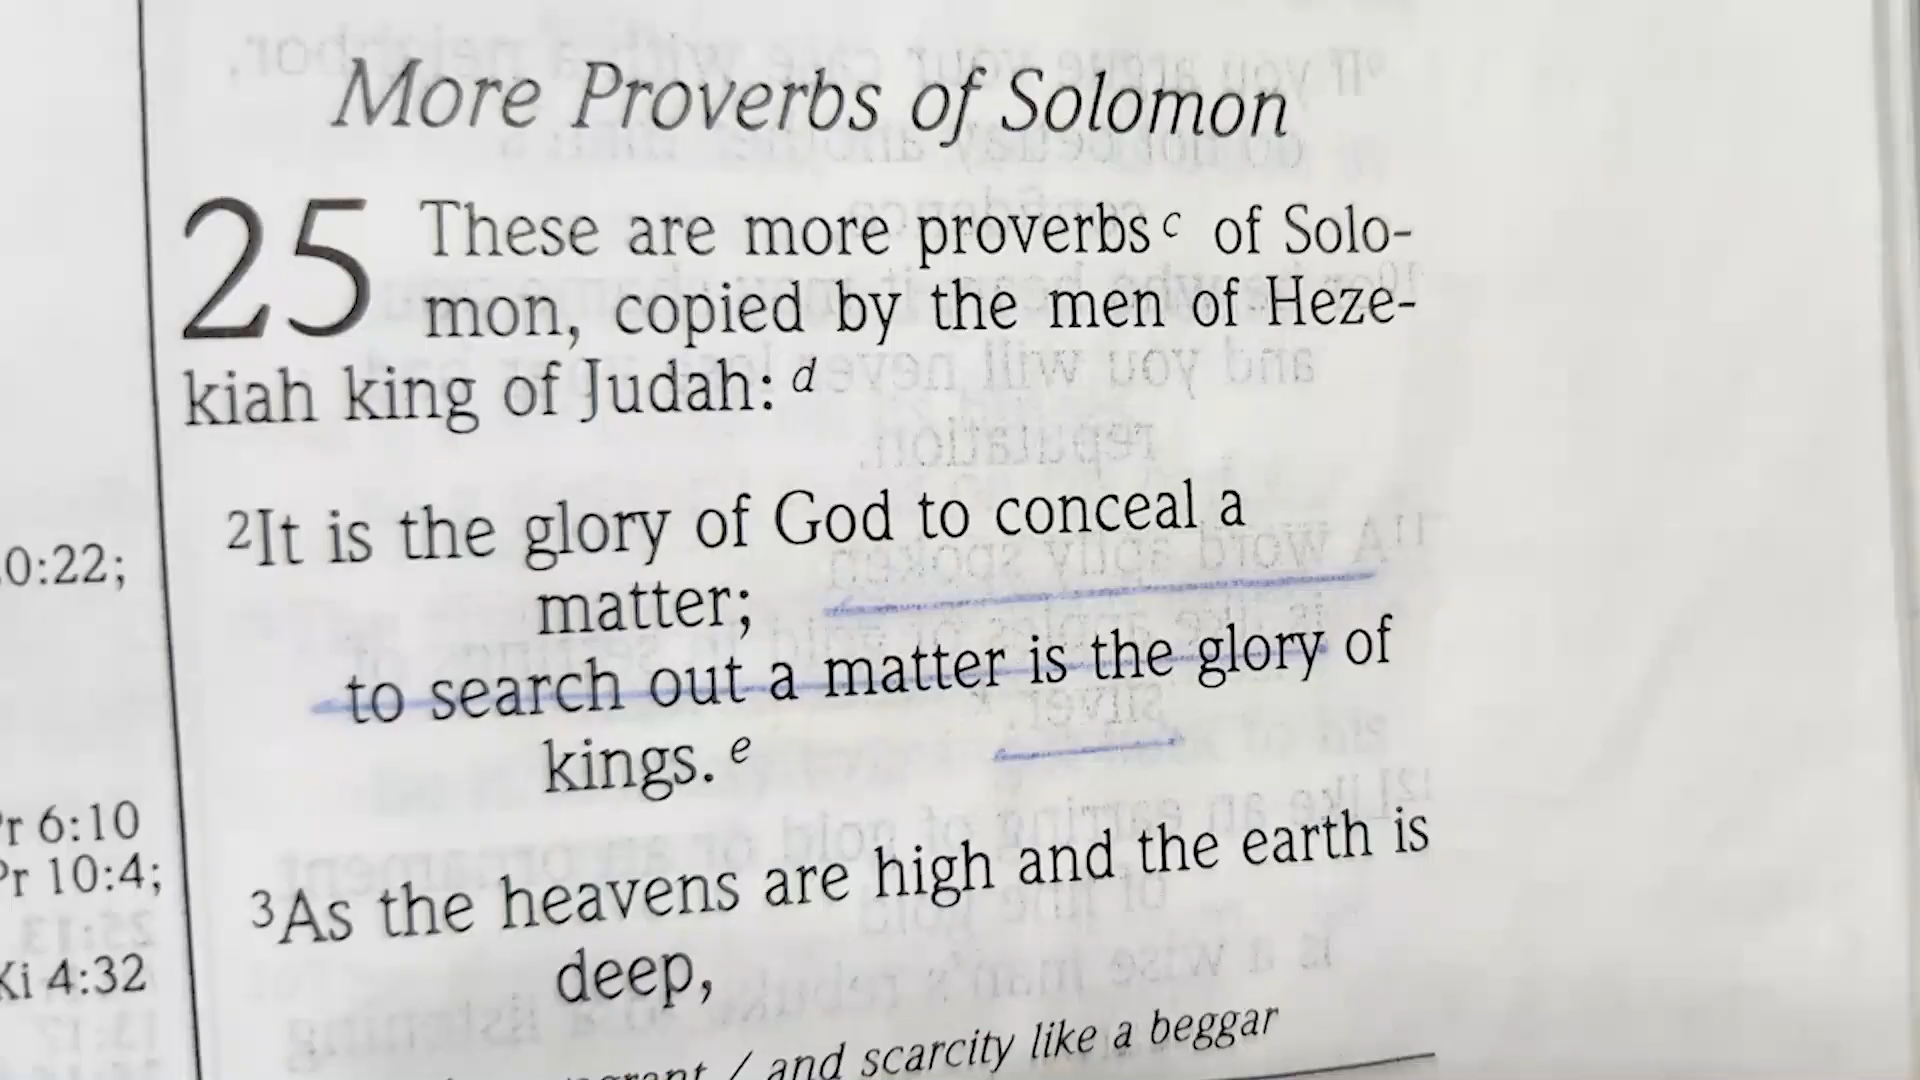 More Proverbs of Solomon
25 These are more proverbs c of Solo-
mon, copied by the men of Heze-
kiah king of Judah: d
2It is the glory of God to conceal a
matter;
to search out a matter is the glory of
kings. e
3As the heavens are high and the earth is
deep,
/ and scarcity like a beggar
0:22;
r 6:10
Pr 10:4;
Ki 4:32